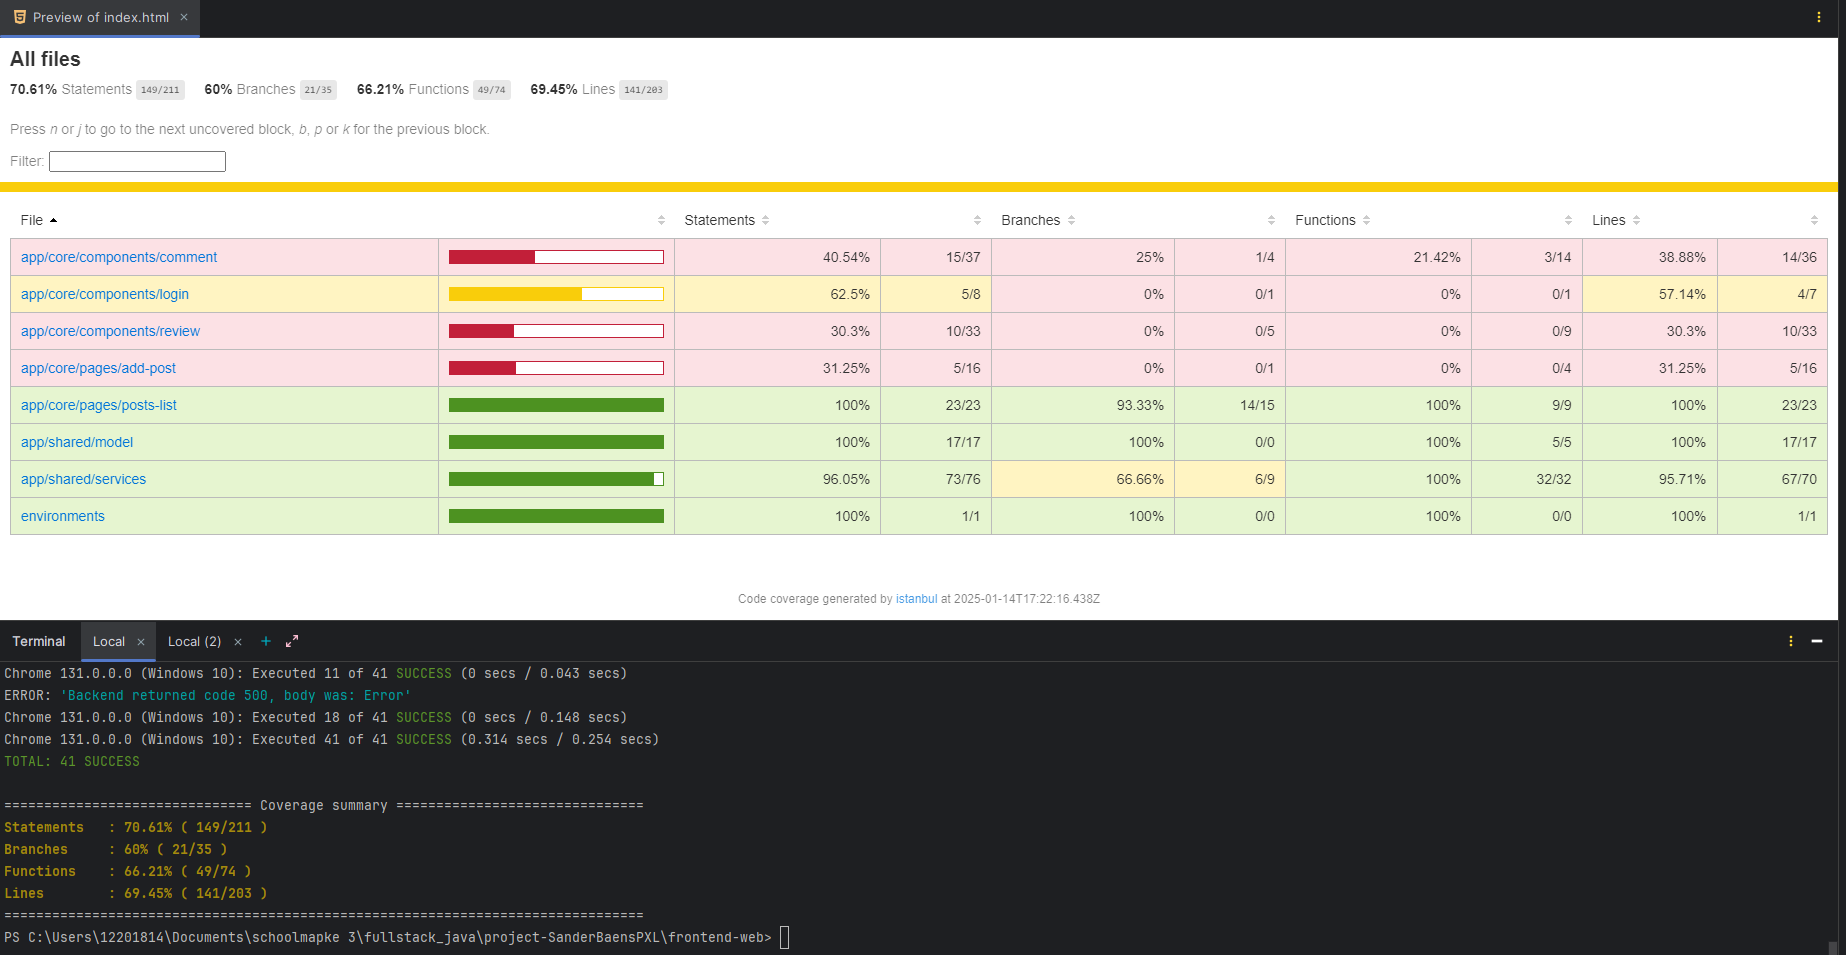 Preview of index.html
All files
70.61% Statements 149/211 60% Branches 21/35 66.21% Functions 49/74 69.45% Lines 141/203
Press n or j to go to the next uncovered block, b, p or k for the previous block.
Filter:
File Statements Branches Functions Lines
app/core/components/comment 40.54% 15/37 25% 1/4 21.42% 3/14 38.88% 14/36
app/core/components/login 62.5% 5/8 0% 0/1 0% 0/1 57.14% 4/7
app/core/components/review 30.3% 10/33 0% 0/5 0% 0/9 30.3% 10/33
app/core/pages/add-post 31.25% 5/16 0% 0/1 0% 0/4 31.25% 5/16
app/core/pages/posts-list 100% 23/23 93.33% 14/15 100% 9/9 100% 23/23
app/shared/model 100% 17/17 100% 0/0 100% 5/5 100% 17/17
app/shared/services 96.05% 73/76 66.66% 6/9 100% 32/32 95.71% 67/70
environments 100% 1/1 100% 0/0 100% 0/0 100% 1/1
Code coverage generated by istanbul at 2025-01-14T17:22:16.438Z
Terminal Local Local (2)
Chrome 131.0.0.0 (Windows 10): Executed 11 of 41 SUCCESS (0 secs / 0.043 secs)
ERROR: 'Backend returned code 500, body was: Error'
Chrome 131.0.0.0 (Windows 10): Executed 18 of 41 SUCCESS (0 secs / 0.148 secs)
Chrome 131.0.0.0 (Windows 10): Executed 41 of 41 SUCCESS (0.314 secs / 0.254 secs)
TOTAL: 41 SUCCESS
=============================== Coverage summary ===============================
Statements   : 70.61% ( 149/211 )
Branches     : 60% ( 21/35 )
Functions    : 66.21% ( 49/74 )
Lines        : 69.45% ( 141/203 )
================================================================================
PS C:\Users\12201814\Documents\schoolmapke 3\fullstack_java\project-SanderBaensPXL\frontend-web>